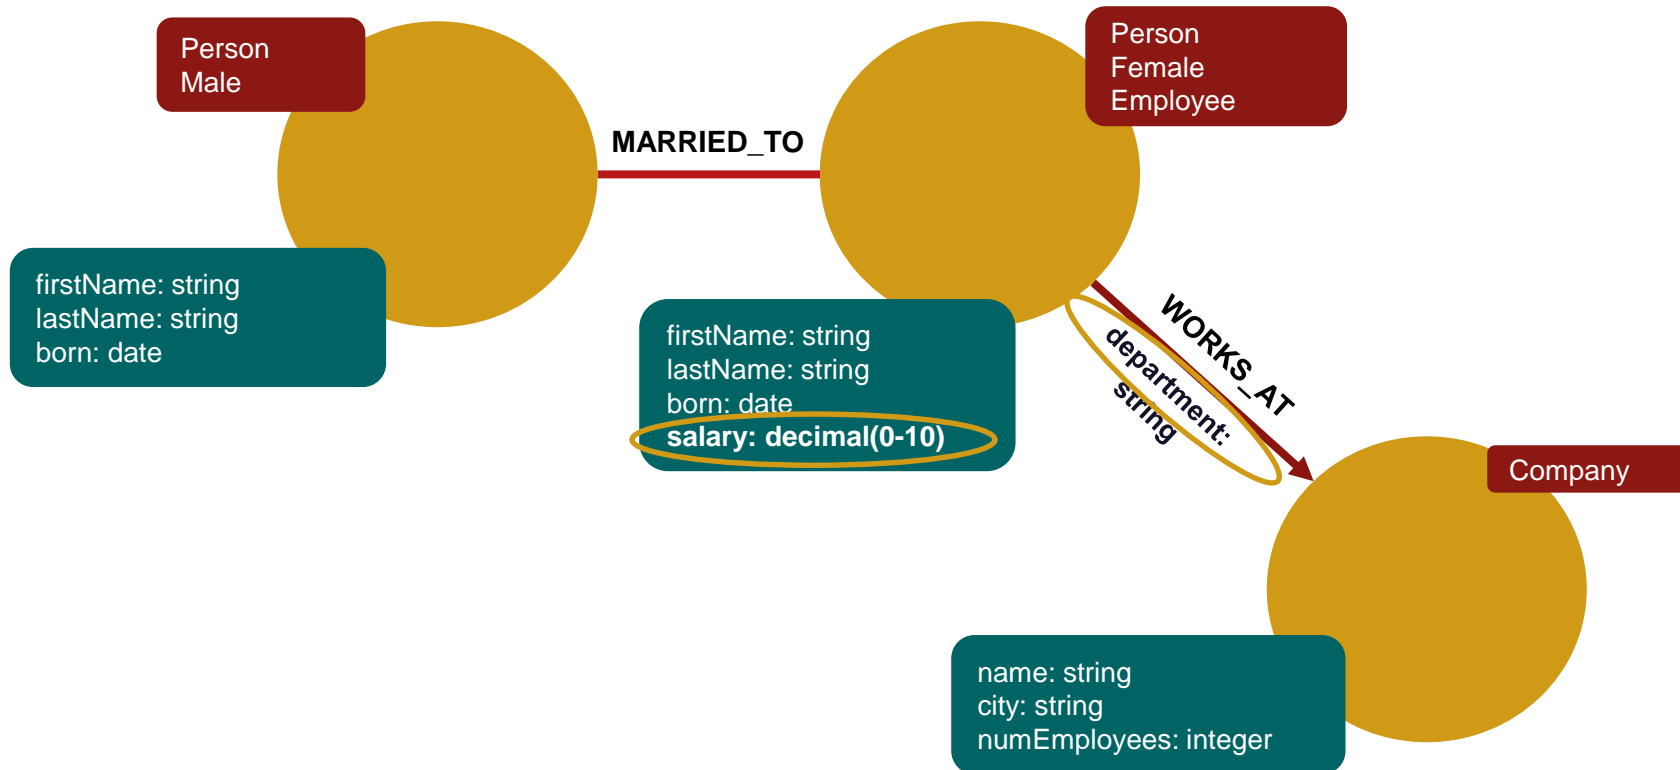 Person
Male
MARRIED_TO
Person
Female
Employee
firstName: string
lastName: string
born: date
firstName: string
lastName: string
born: date
salary: decimal(0-10)
WORKS_AT
department:
string
Company
name: string
city: string
numEmployees: integer